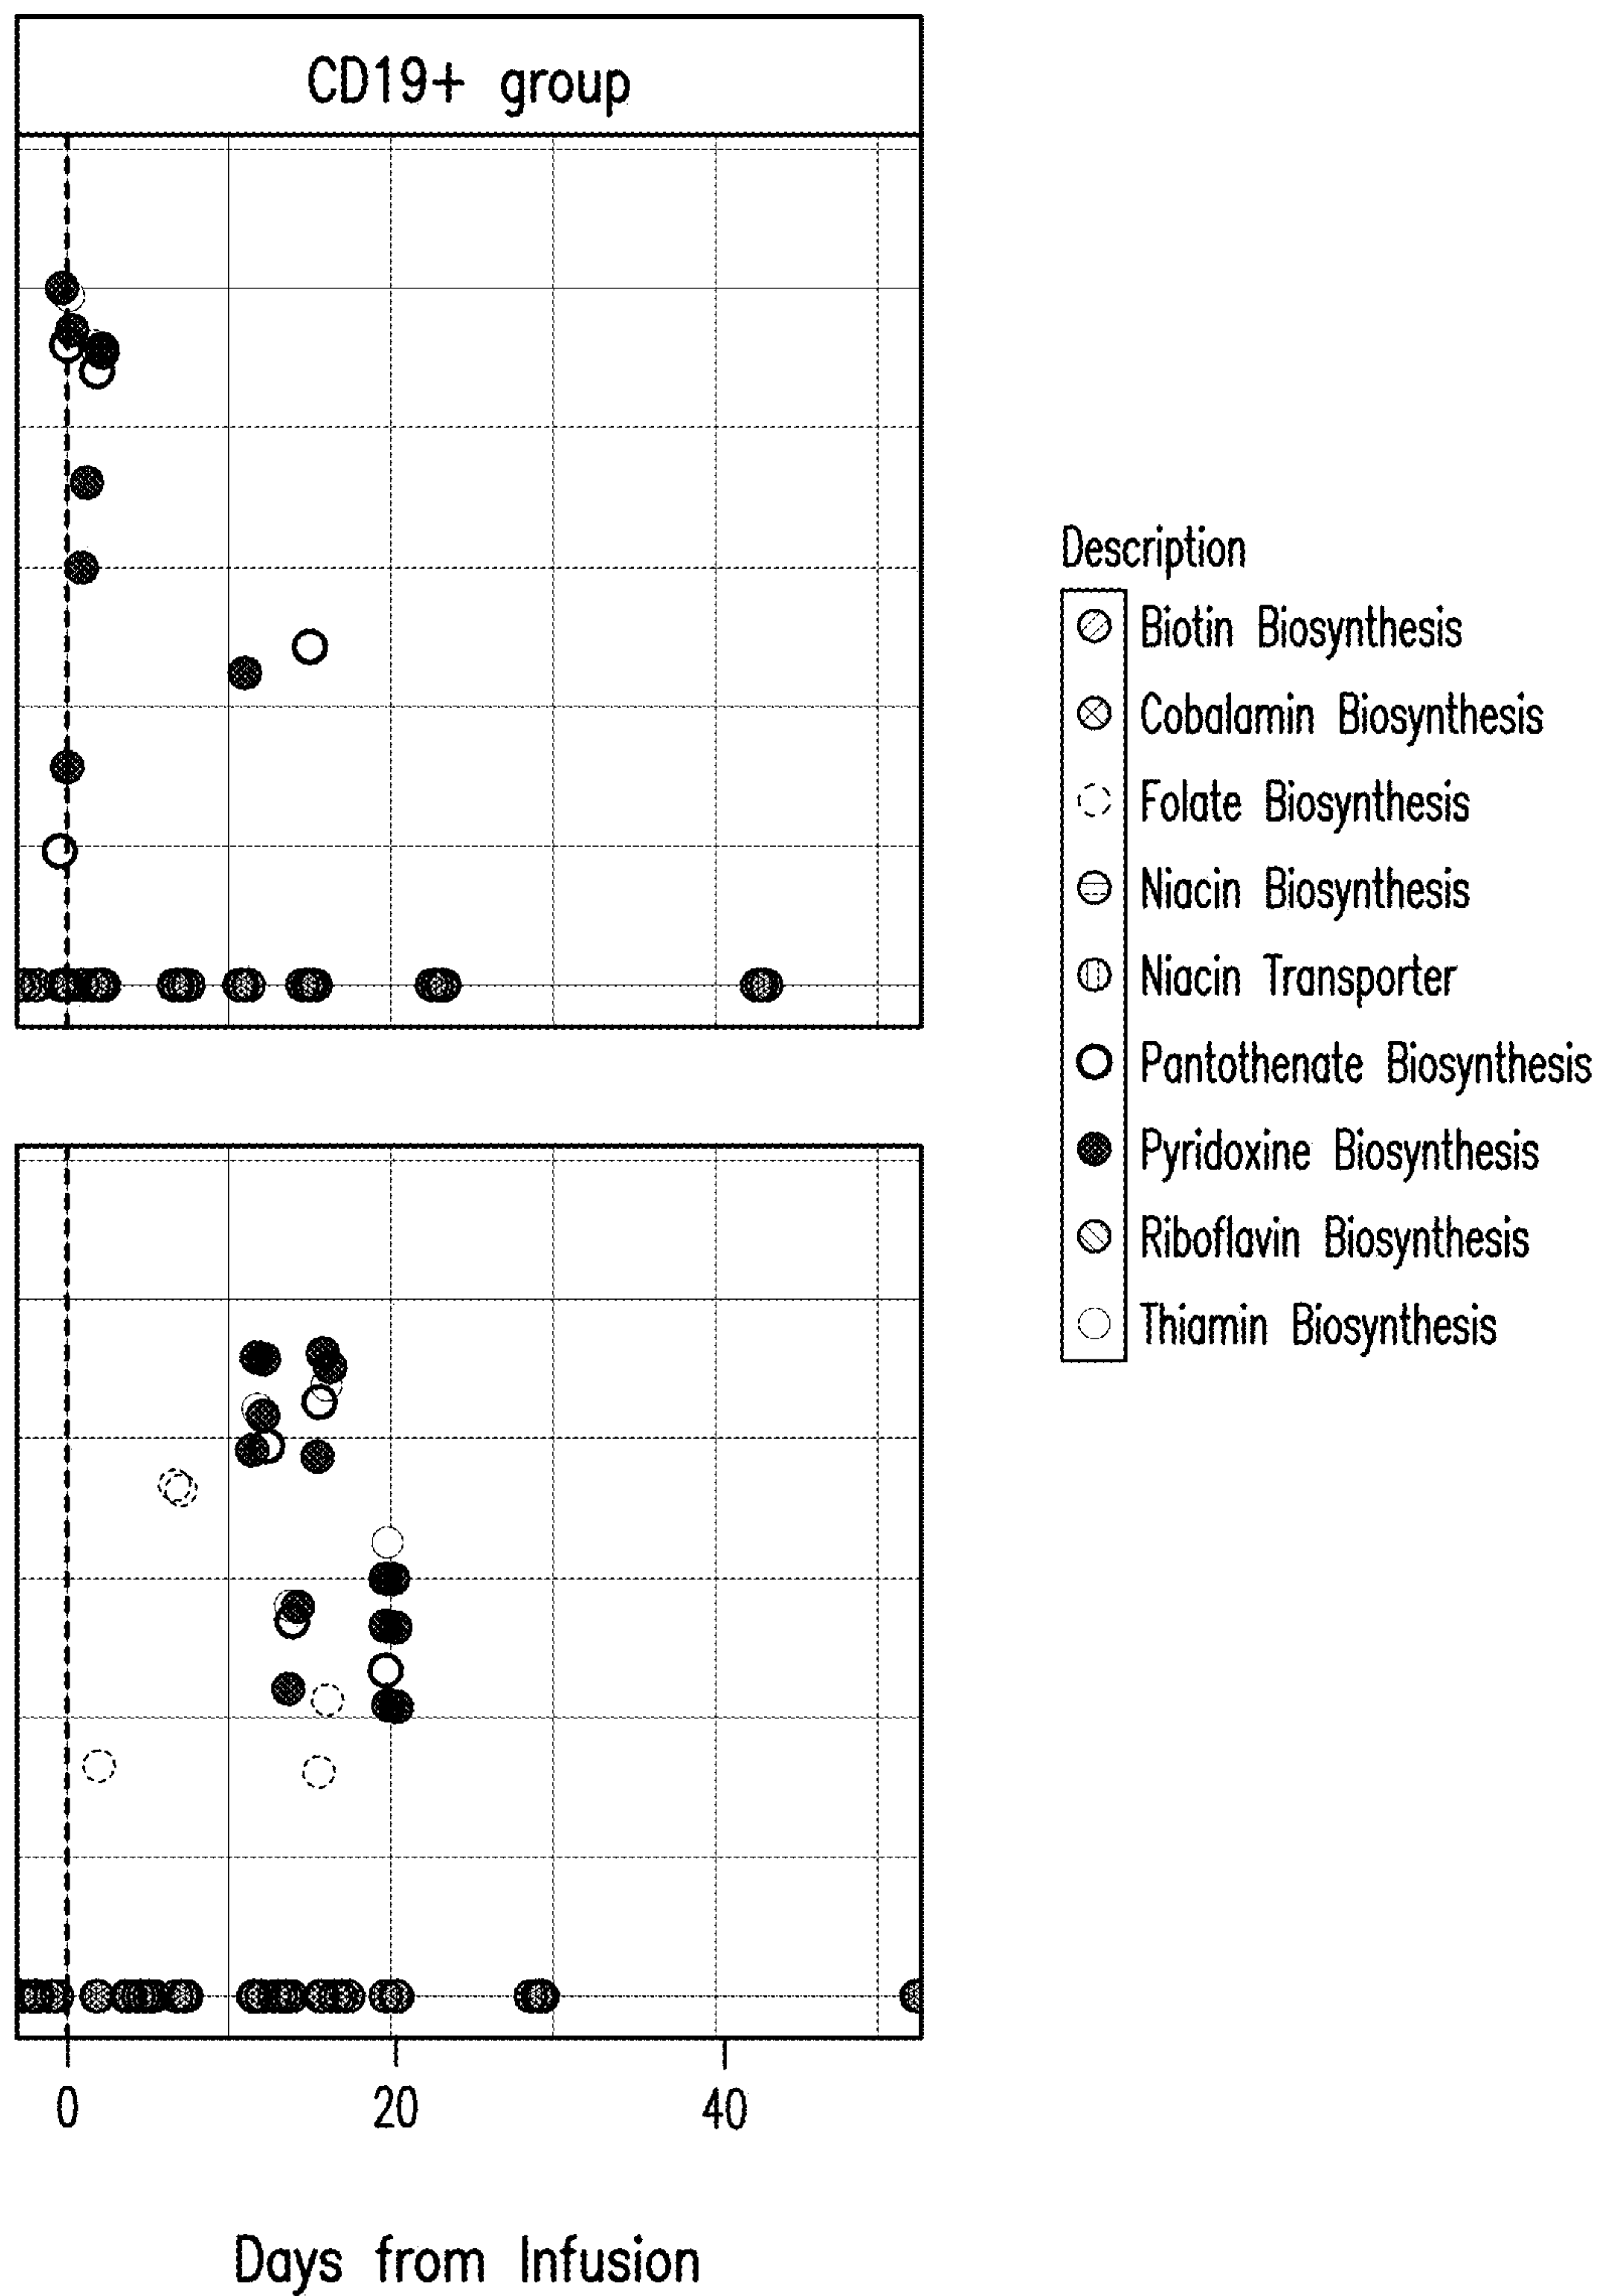 CD19+ group
Description
Biotin Biosynthesis
Cobalamin Biosynthesis
Folate Biosynthesis
Niacin Biosynthesis
Niacin Transporter
Pantothenate Biosynthesis
Pyridoxine Biosynthesis
Riboflavin Biosynthesis
Thiamin Biosynthesis
0 20 40
Days from Infusion